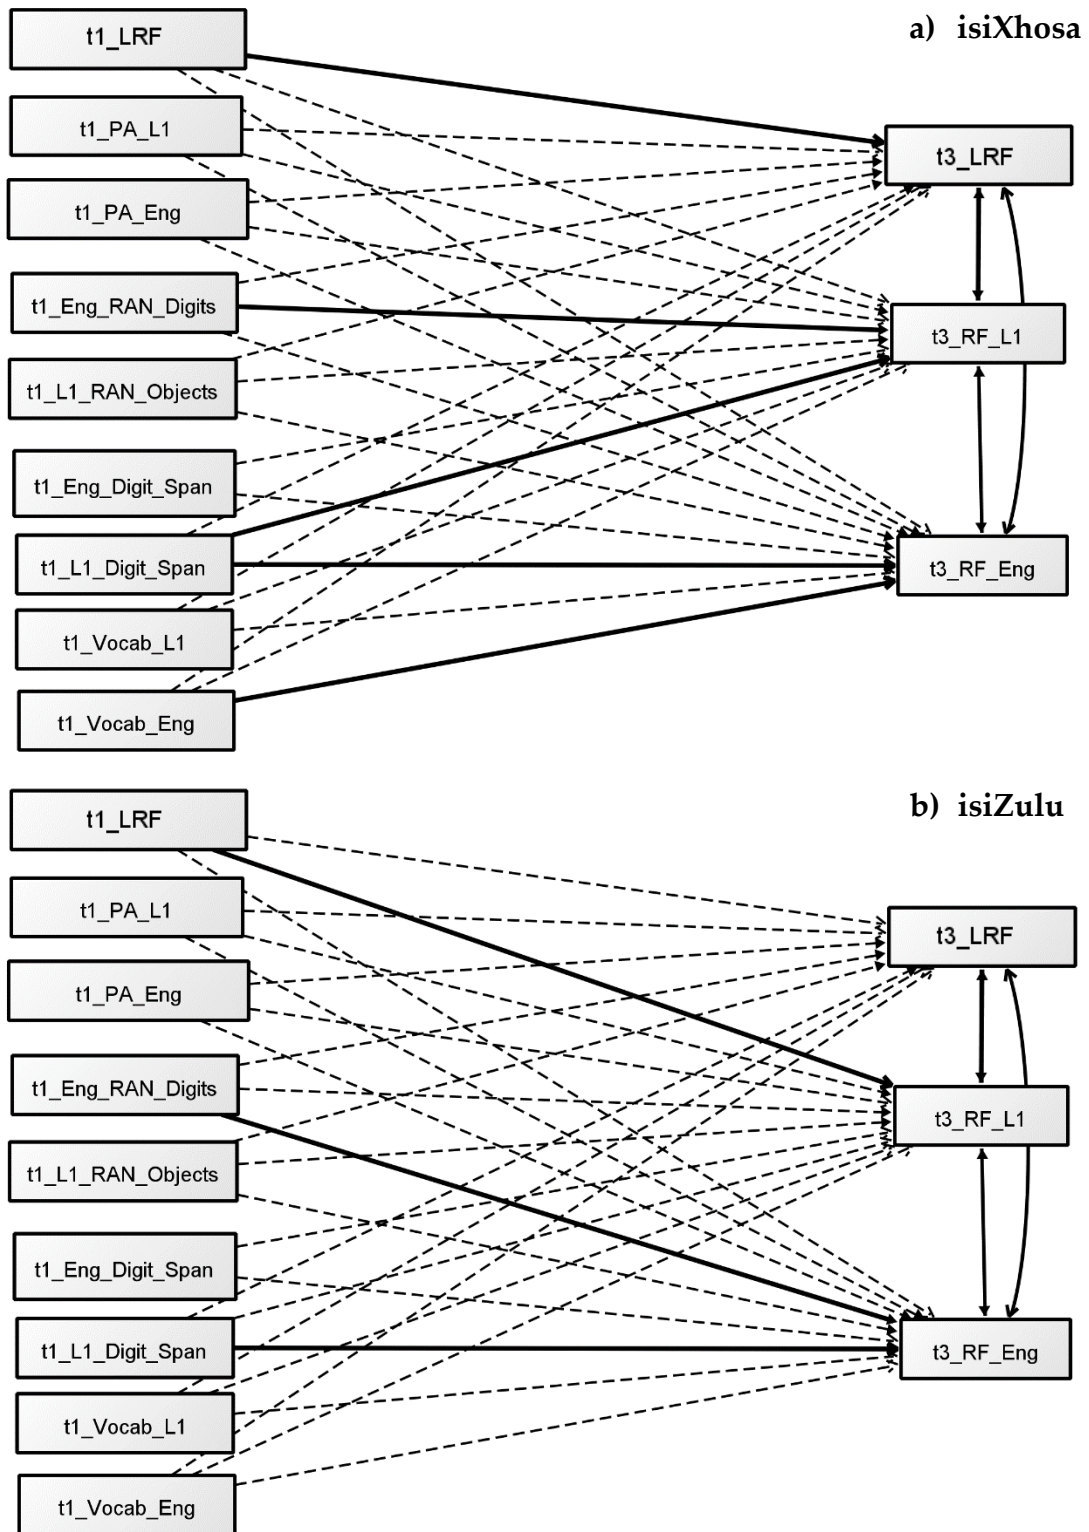 a) isiXhosa
t1_LRF
t1_PA_L1
t1_PA_Eng
t1_Eng_RAN_Digits
t1_L1_RAN_Objects
t1_Eng_Digit_Span
t1_L1_Digit_Span
t1_Vocab_L1
t1_Vocab_Eng
t3_LRF
t3_RF_L1
t3_RF_Eng
b) isiZulu
t1_LRF
t1_PA_L1
t1_PA_Eng
t1_Eng_RAN_Digits
t1_L1_RAN_Objects
t1_Eng_Digit_Span
t1_L1_Digit_Span
t1_Vocab_L1
t1_Vocab_Eng
t3_LRF
t3_RF_L1
t3_RF_Eng